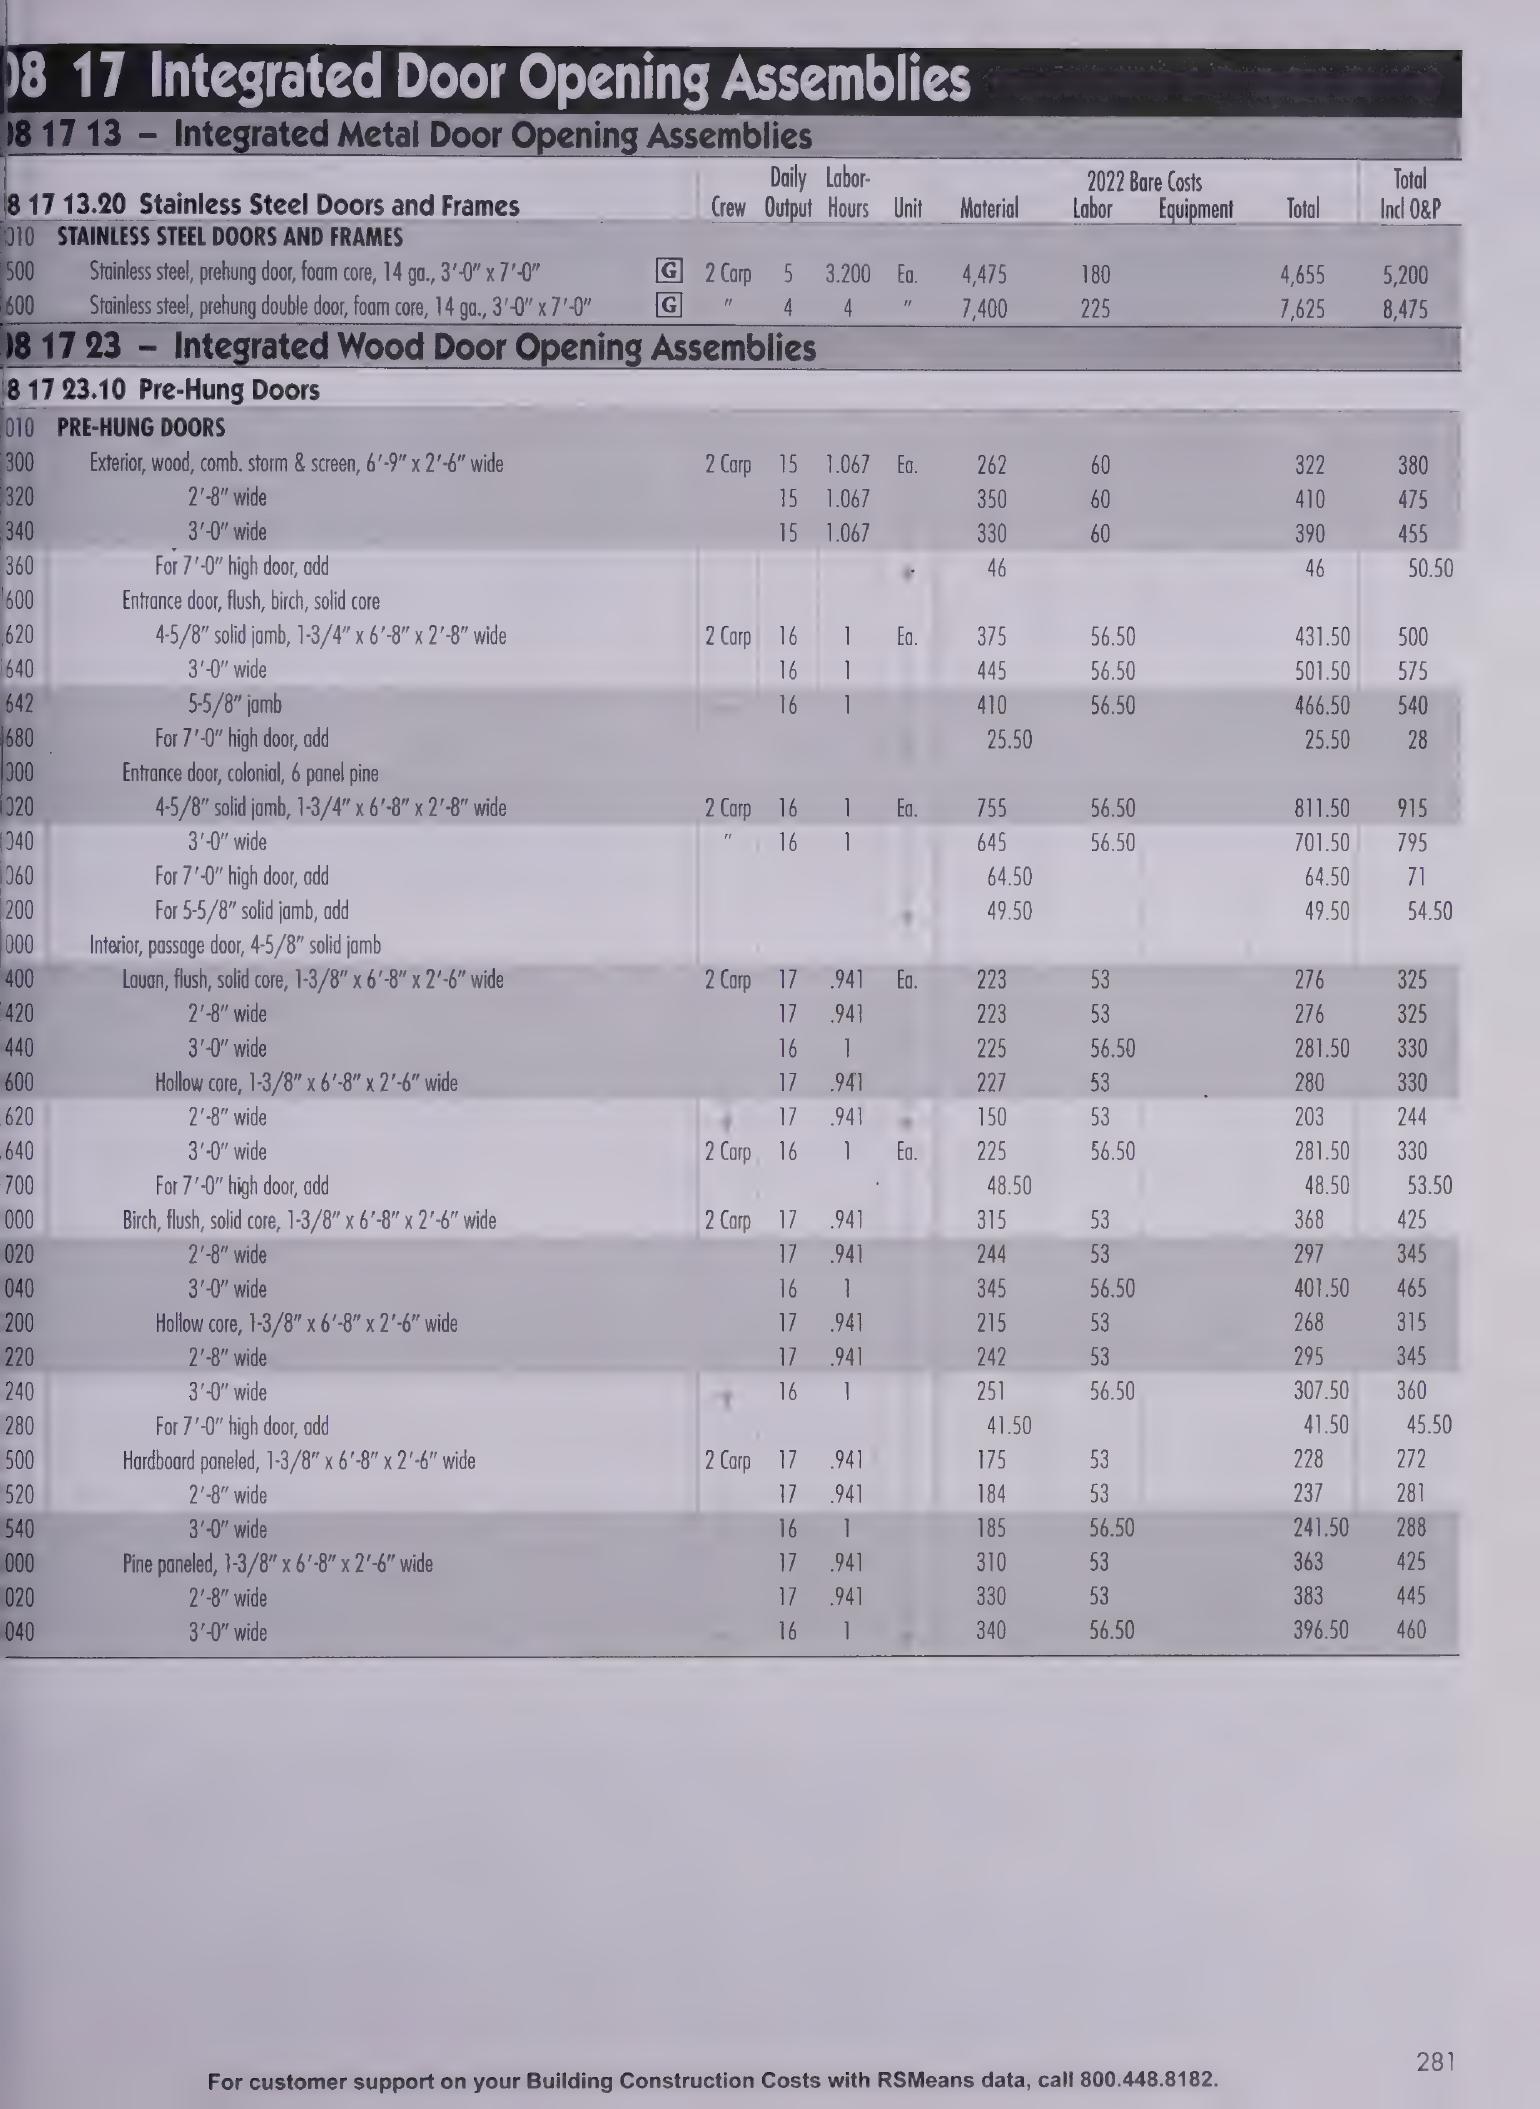 08 17 Integrated Door Opening Assemblies
08 17 13 – Integrated Metal Door Opening Assemblies
8 17 13.20 Stainless Steel Doors and Frames Crew Daily Output Labor-Hours Unit Material 2022 Bare Costs Labor Equipment Total Total Incl O&P
010 STAINLESS STEEL DOORS AND FRAMES
500 Stainless steel, prehung door, foam core, 14 ga., 3'-0" x 7'-0" G 2 Carp 5 3.200 Ea. 4,475 180 4,655 5,200
600 Stainless steel, prehung double door, foam core, 14 ga., 3'-0" x 7'-0" G " 4 4 " 7,400 225 7,625 8,475
08 17 23 – Integrated Wood Door Opening Assemblies
8 17 23.10 Pre-Hung Doors
010 PRE-HUNG DOORS
300 Exterior, wood, comb. storm & screen, 6'-9" x 2'-6" wide 2 Carp 15 1.067 Ea. 262 60 322 380
320 2'-8" wide 15 1.067 350 60 410 475
340 3'-0" wide 15 1.067 330 60 390 455
360 For 7'-0" high door, add 46 46 50.50
600 Entrance door, flush, birch, solid core
620 4-5/8" solid jamb, 1-3/4" x 6'-8" x 2'-8" wide 2 Carp 16 1 Ea. 375 56.50 431.50 500
640 3'-0" wide 16 1 445 56.50 501.50 575
642 5-5/8" jamb 16 1 410 56.50 466.50 540
680 For 7'-0" high door, add 25.50 25.50 28
000 Entrance door, colonial, 6 panel pine
020 4-5/8" solid jamb, 1-3/4" x 6'-8" x 2'-8" wide 2 Carp 16 1 Ea. 755 56.50 811.50 915
040 3'-0" wide " 16 1 645 56.50 701.50 795
060 For 7'-0" high door, add 64.50 64.50 71
200 For 5-5/8" solid jamb, add 49.50 49.50 54.50
000 Interior, passage door, 4-5/8" solid jamb
400 Lauan, flush, solid core, 1-3/8" x 6'-8" x 2'-6" wide 2 Carp 17 .941 Ea. 223 53 276 325
420 2'-8" wide 17 .941 223 53 276 325
440 3'-0" wide 16 1 225 56.50 281.50 330
600 Hollow core, 1-3/8" x 6'-8" x 2'-6" wide 17 .941 227 53 280 330
620 2'-8" wide 17 .941 150 53 203 244
640 3'-0" wide 2 Carp 16 1 Ea. 225 56.50 281.50 330
700 For 7'-0" high door, add 48.50 48.50 53.50
000 Birch, flush, solid core, 1-3/8" x 6'-8" x 2'-6" wide 2 Carp 17 .941 315 53 368 425
020 2'-8" wide 17 .941 244 53 297 345
040 3'-0" wide 16 1 345 56.50 401.50 465
200 Hollow core, 1-3/8" x 6'-8" x 2'-6" wide 17 .941 215 53 268 315
220 2'-8" wide 17 .941 242 53 295 345
240 3'-0" wide 16 1 251 56.50 307.50 360
280 For 7'-0" high door, add 41.50 41.50 45.50
500 Hardboard paneled, 1-3/8" x 6'-8" x 2'-6" wide 2 Carp 17 .941 175 53 228 272
520 2'-8" wide 17 .941 184 53 237 281
540 3'-0" wide 16 1 185 56.50 241.50 288
000 Pine paneled, 1-3/8" x 6'-8" x 2'-6" wide 17 .941 310 53 363 425
020 2'-8" wide 17 .941 330 53 383 445
040 3'-0" wide 16 1 340 56.50 396.50 460
For customer support on your Building Construction Costs with RSMeans data, call 800.448.8182.
281